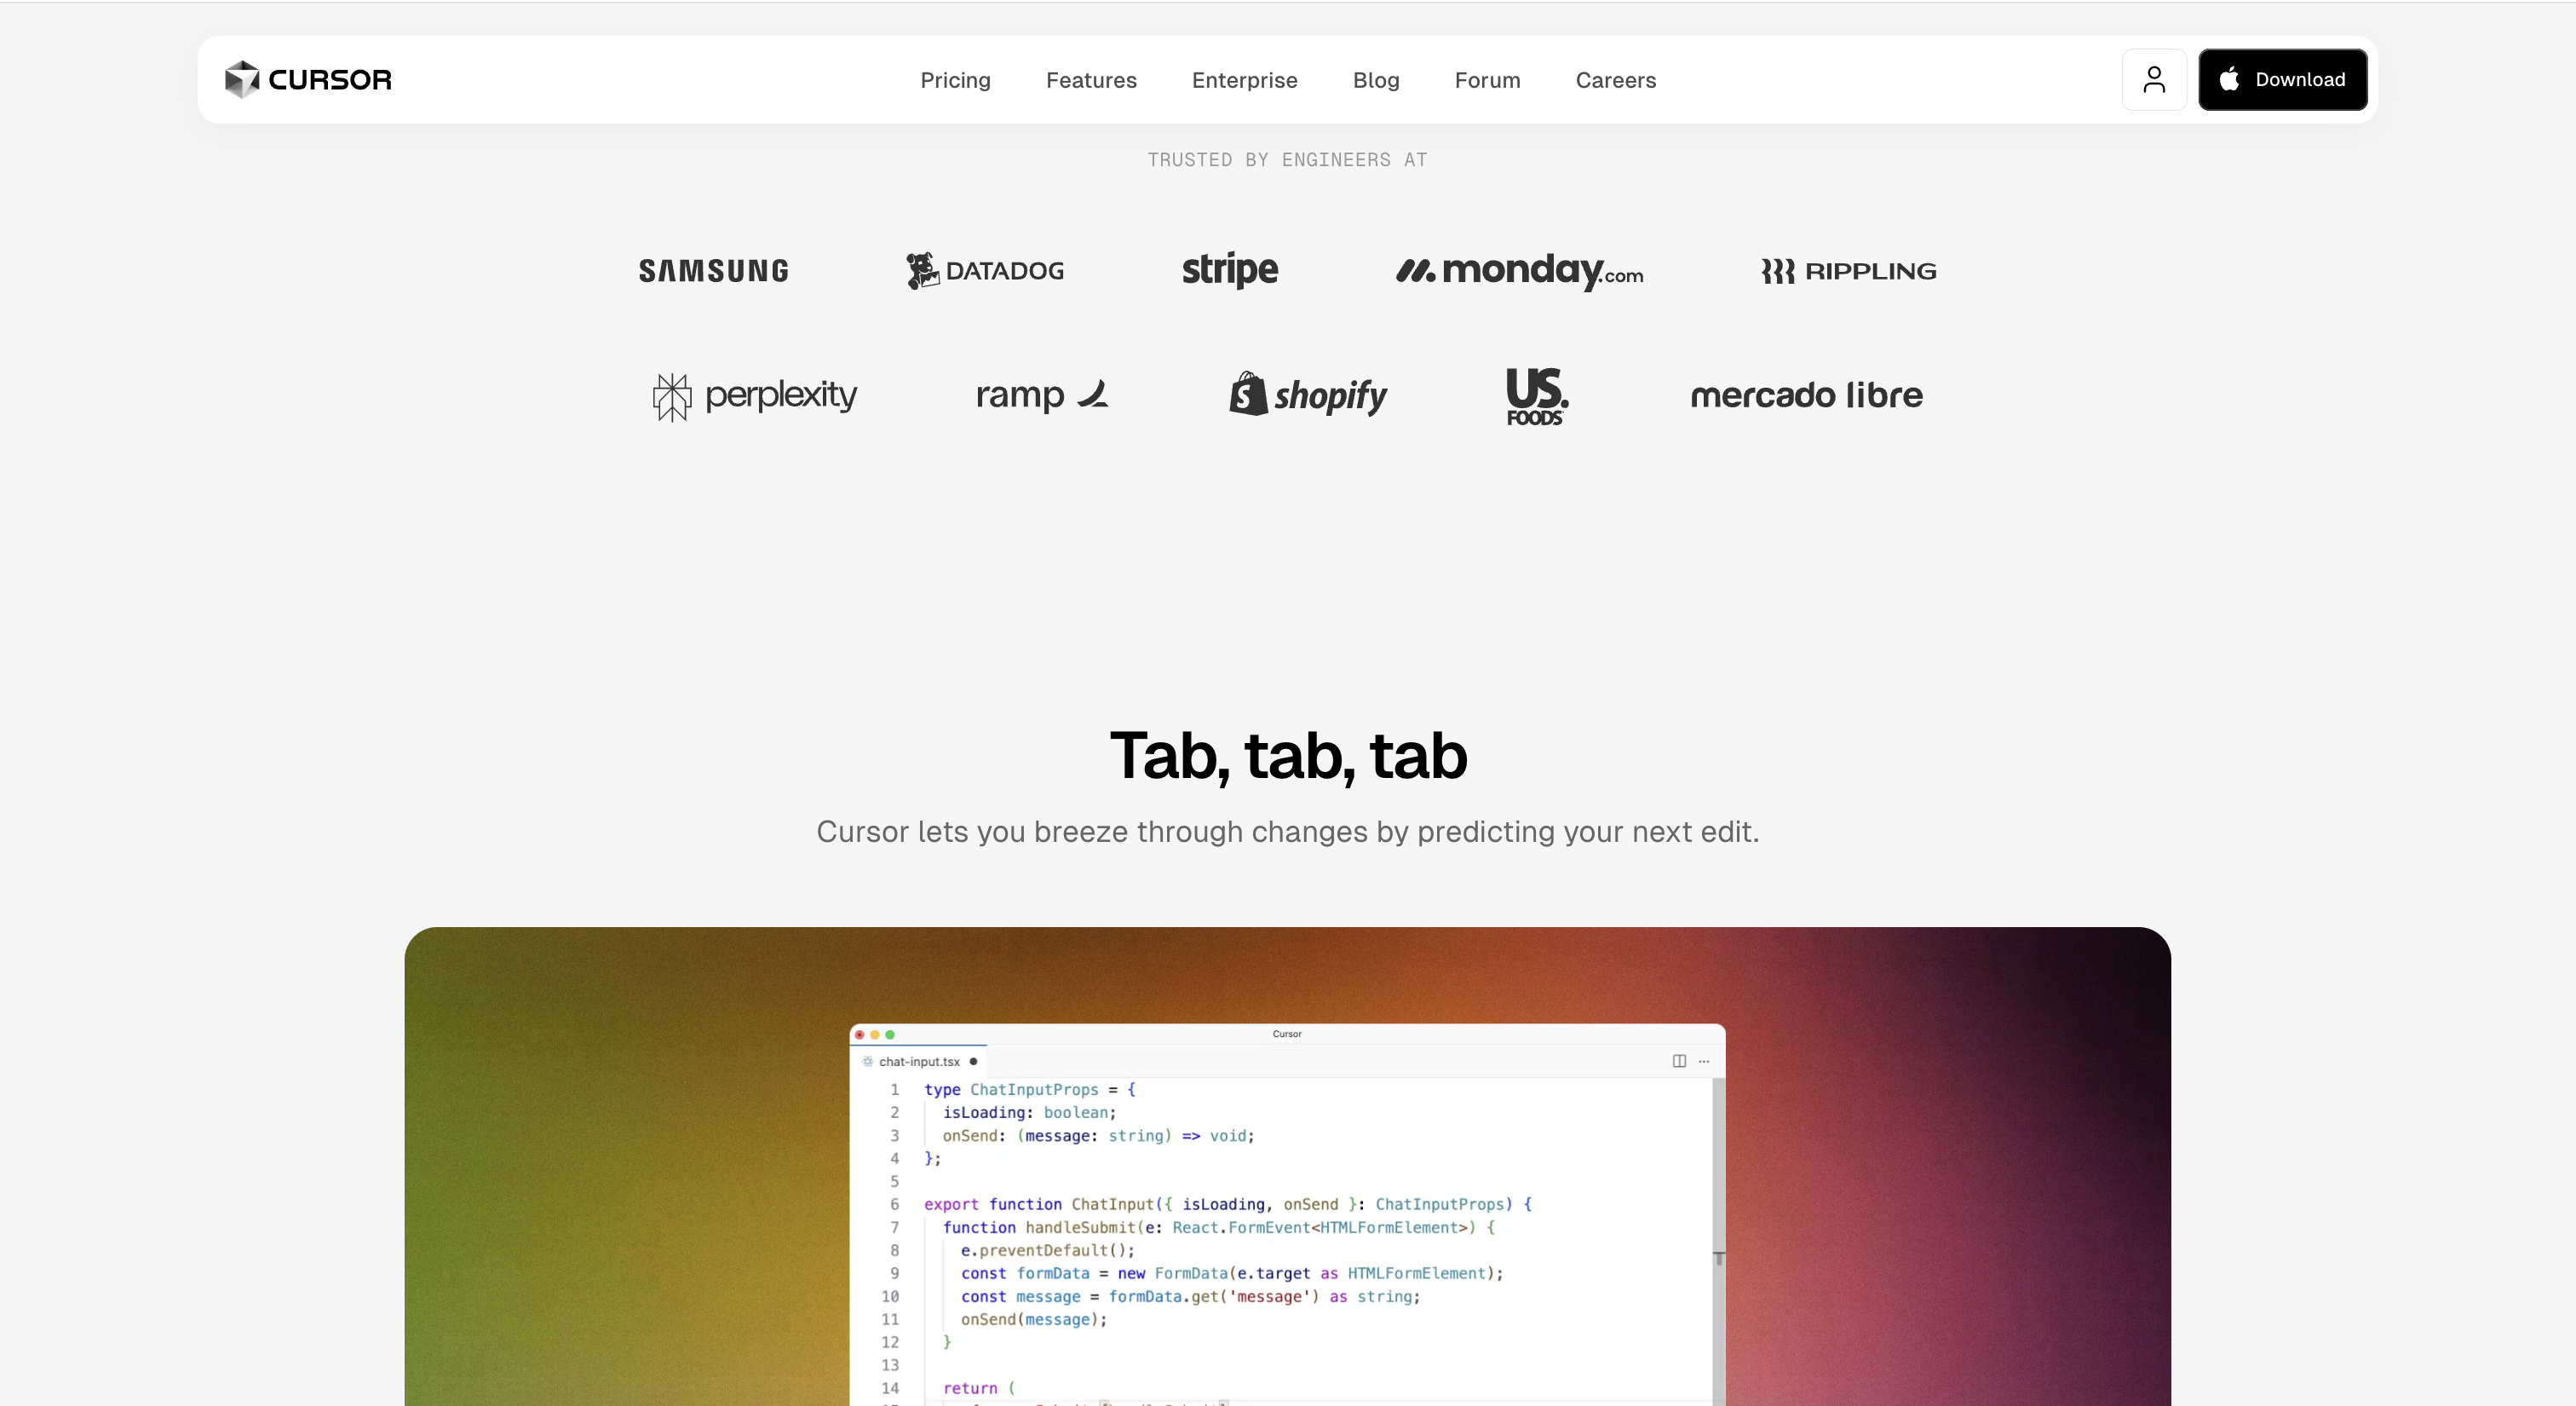 CURSOR
Pricing Features Enterprise Blog Forum Careers
Download
TRUSTED BY ENGINEERS AT
SAMSUNG DATADOG stripe monday.com RIPPLING
perplexity ramp shopify US. FOODS mercado libre
Tab, tab, tab
Cursor lets you breeze through changes by predicting your next edit.
Cursor
chat-input.tsx
1 type ChatInputProps = {
2 isLoading: boolean;
3 onSend: (message: string) => void;
4 };
5
6 export function ChatInput({ isLoading, onSend }: ChatInputProps) {
7 function handleSubmit(e: React.FormEvent<HTMLFormElement>) {
8 e.preventDefault();
9 const formData = new FormData(e.target as HTMLFormElement);
10 const message = formData.get('message') as string;
11 onSend(message);
12 }
13
14 return (